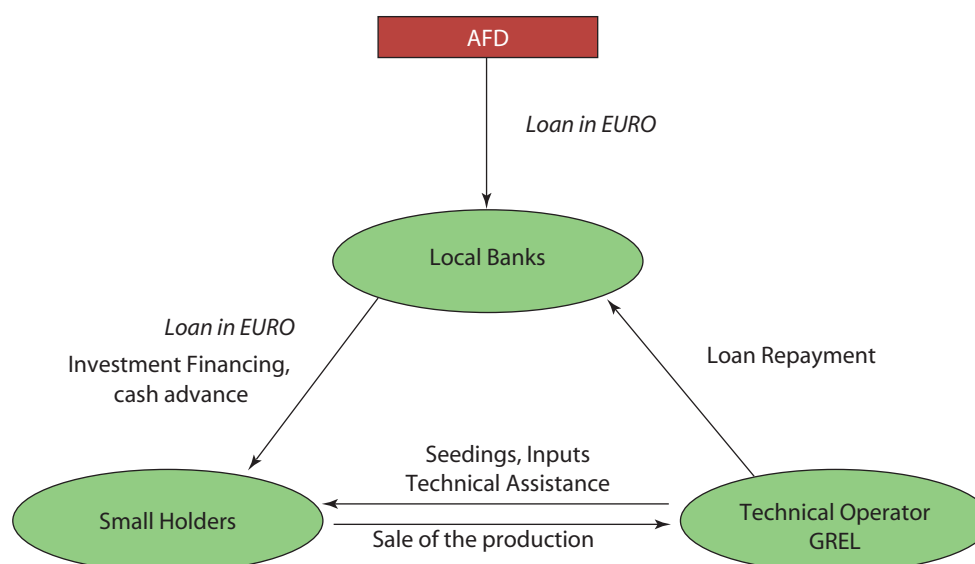 AFD
Loan in EURO
Local Banks
Loan in EURO
Investment Financing,
cash advance
Loan Repayment
Seedings, Inputs
Technical Assistance
Small Holders
Sale of the production
Technical Operator
GREL